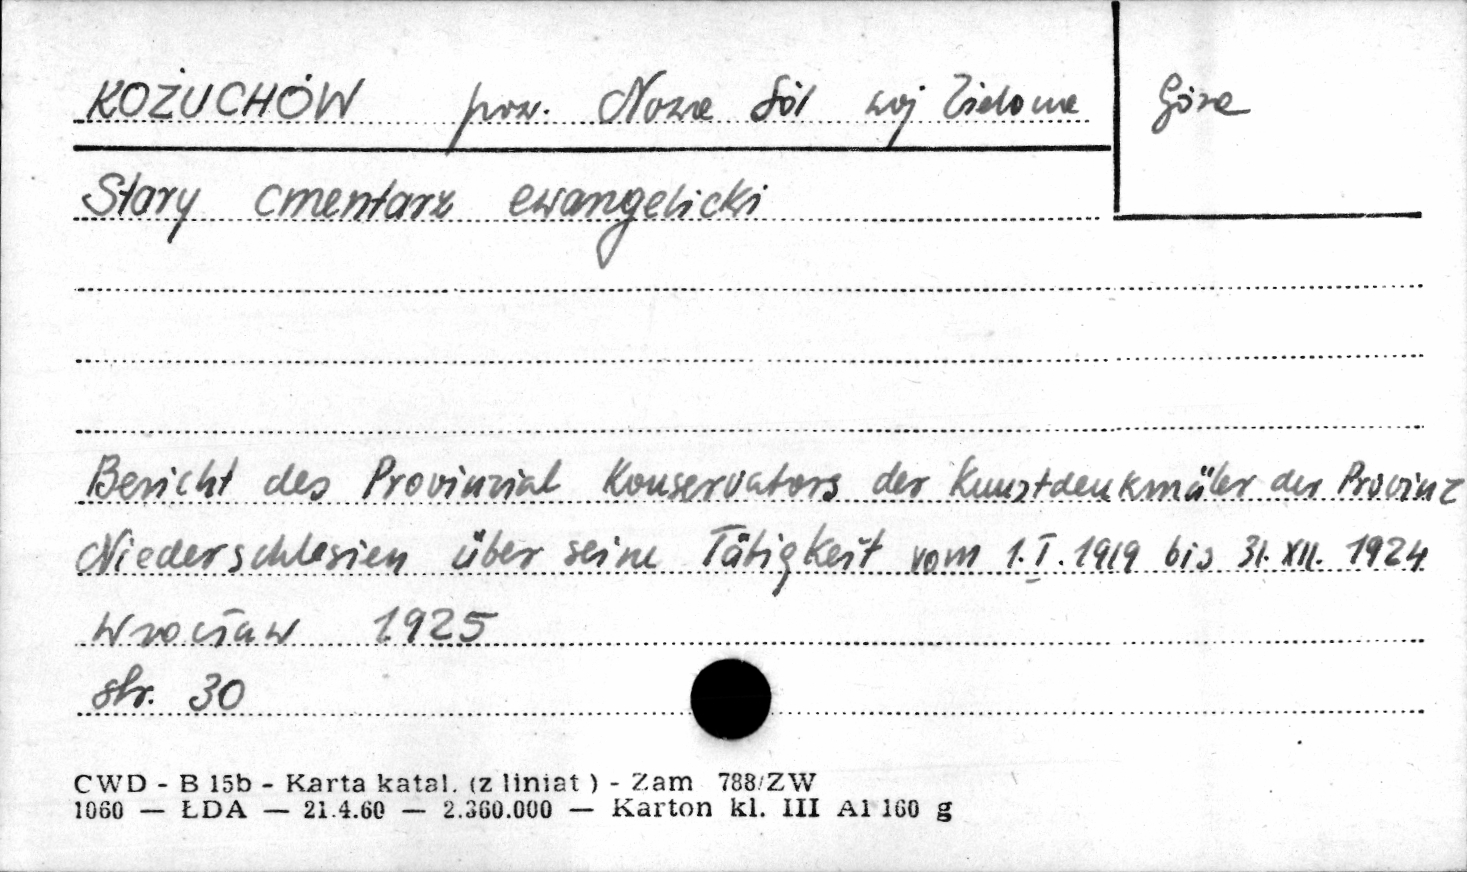 KOŻUCHÓW pow. Nowa Sól woj Zielona Góra
Stary cmentarz ewangelicki
Bericht des Provinzial Konservators der Kunstdenkmäler der Provinz
Niederschlesien über seine Tätigkeit vom 1.I.1919 bis 31.XII.1924
Wrocław 1925
str. 30
CWD - B 15b - Karta katal. (z liniat) - Zam 788/ZW
1060 — ŁDA — 21.4.60 — 2.360.000 — Karton kl. III A1 160 g